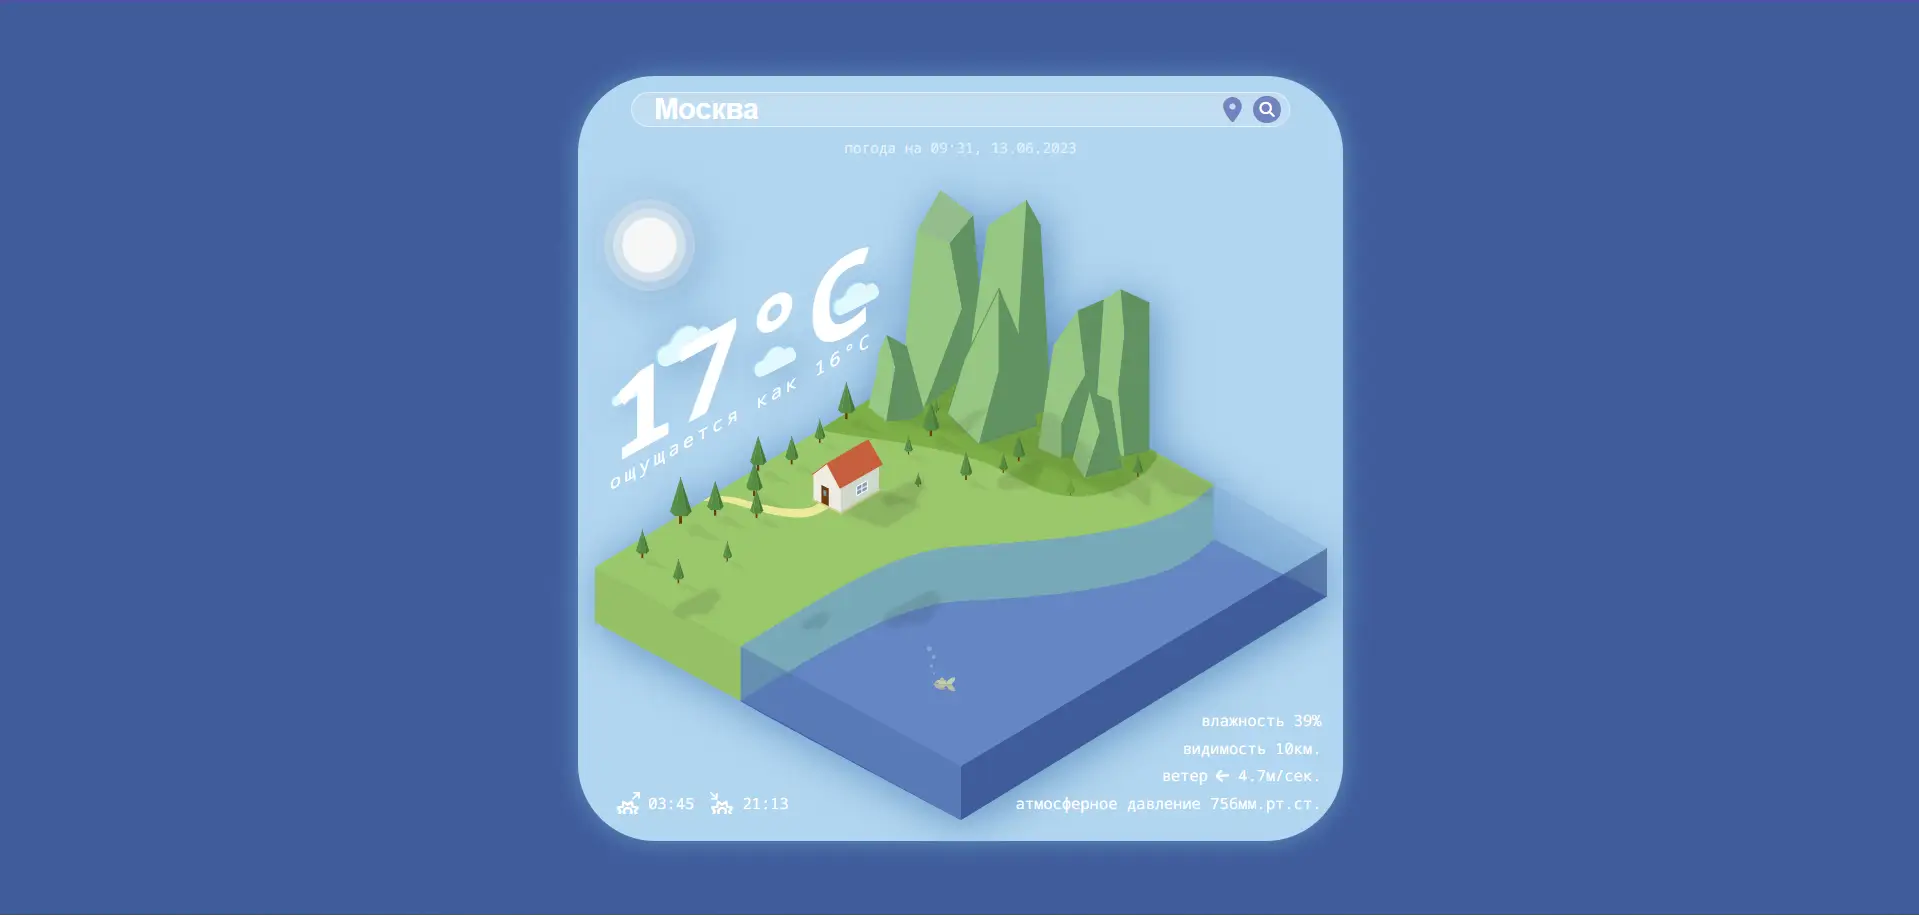 Москва
погода на 09:31, 13.06.2023
17°C
ощущается как 16°C
влажность 39%
видимость 10км.
ветер ← 4.7м/сек.
атмосферное давление 756мм.рт.ст.
03:45 21:13